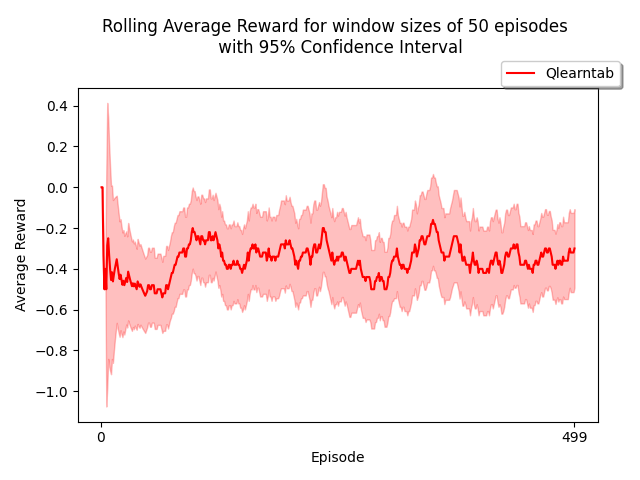 Rolling Average Reward for window sizes of 50 episodes
with 95% Confidence Interval
Qlearntab
0.4
0.2
0.0
−0.2
−0.4
−0.6
−0.8
−1.0
Average Reward
0
499
Episode